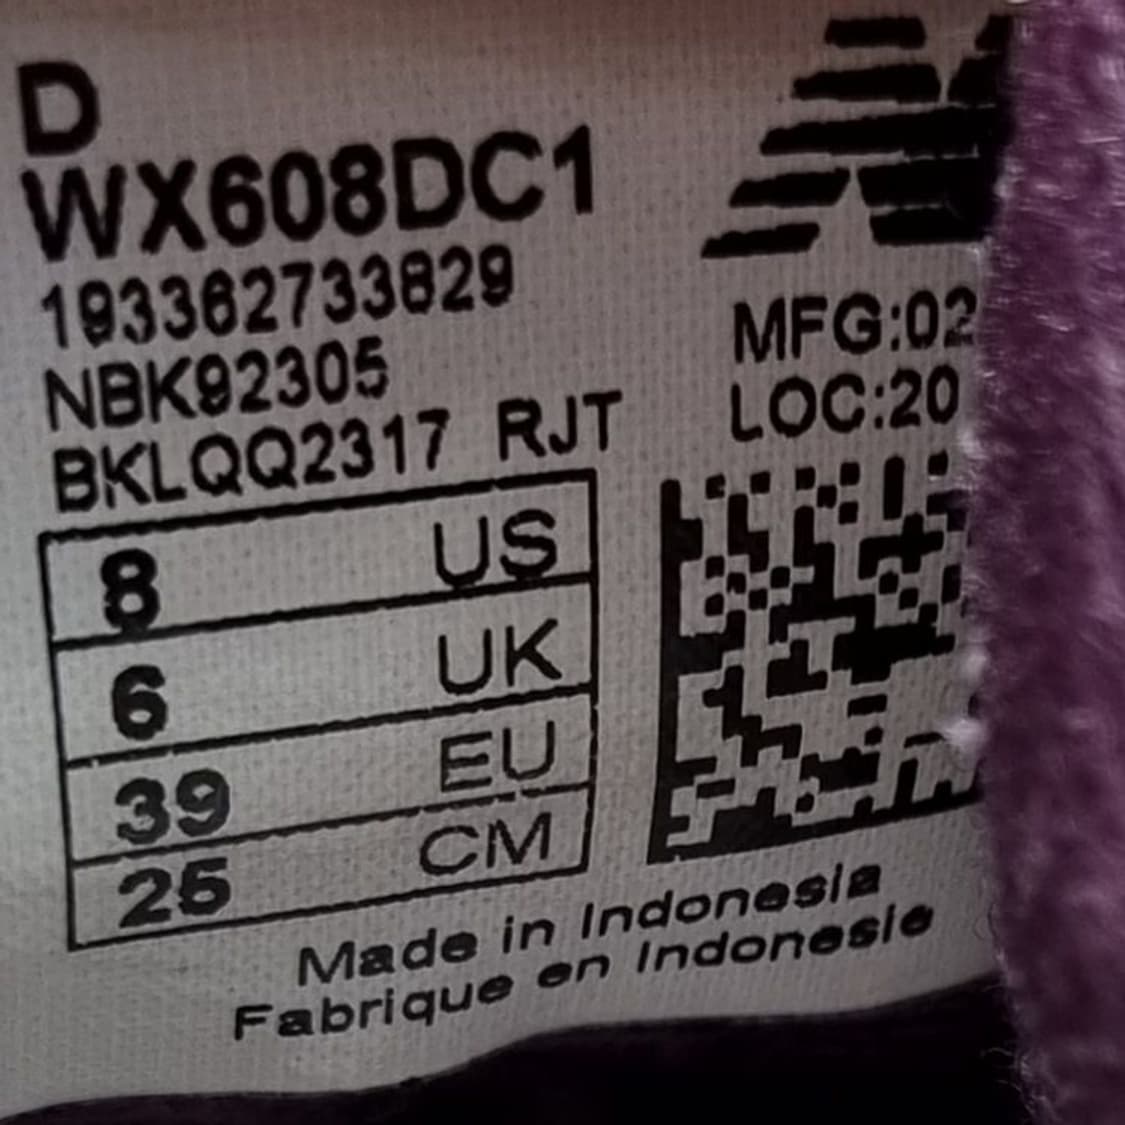 D
WX608DC1
193362733829
NBK92305
BKLQQ2317 RJT
MFG:02
LOC:20
8 US
6 UK
39 EU
25 CM
Made in Indonesia
Fabrique en Indonesie